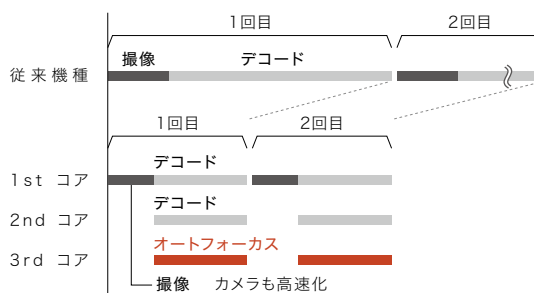 1回目 2回目
撮像 デコード
従来機種
1回目 2回目
デコード
1st コア
デコード
2nd コア
オートフォーカス
3rd コア
撮像 カメラも高速化